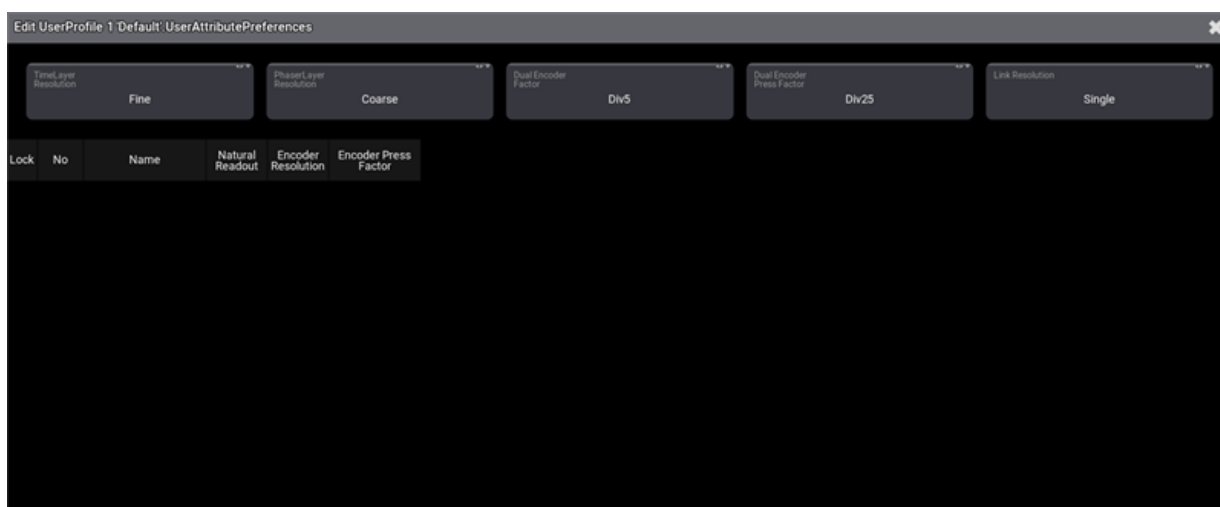 Edit UserProfile 1 'Default' UserAttributePreferences
TimeLayer
Resolution
Fine
PhaserLayer
Resolution
Coarse
Dual Encoder
Factor
Div5
Dual Encoder
Press Factor
Div25
Link Resolution
Single
Lock
No
Name
Natural
Readout
Encoder
Resolution
Encoder Press
Factor